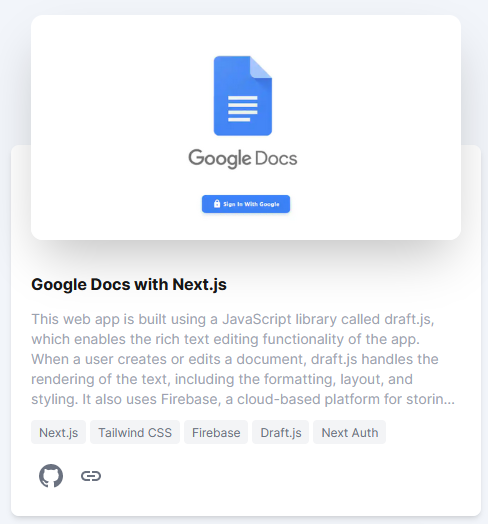 Google Docs
Sign In With Google
Google Docs with Next.js
This web app is built using a JavaScript library called draft.js,
which enables the rich text editing functionality of the app.
When a user creates or edits a document, draft.js handles the
rendering of the text, including the formatting, layout, and
styling. It also uses Firebase, a cloud-based platform for storin...
Next.js Tailwind CSS Firebase Draft.js Next Auth